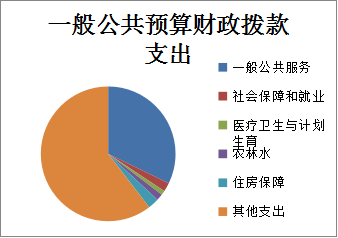 一般公共预算财政拨款
支出
一般公共服务
社会保障和就业
医疗卫生与计划
生育
农林水
住房保障
其他支出